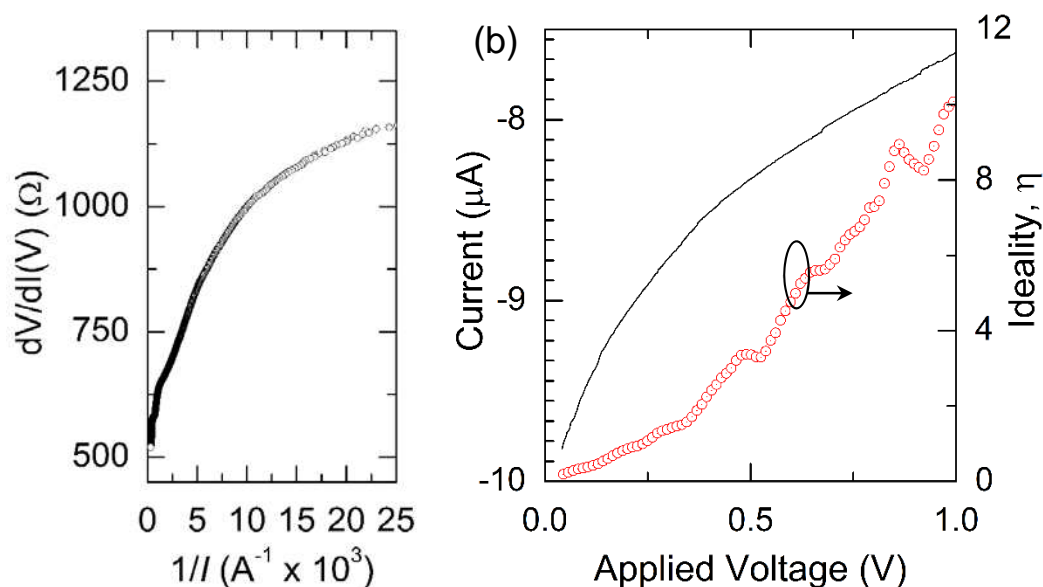 1250
1000
750
500
dV/dI(V) (Ω)
0 5 10 15 20 25
1/I (A⁻¹ x 10³)
(b)
-8
-9
-10
Current (μA)
12
8
4
0
Ideality, η
0.0 0.5 1.0
Applied Voltage (V)